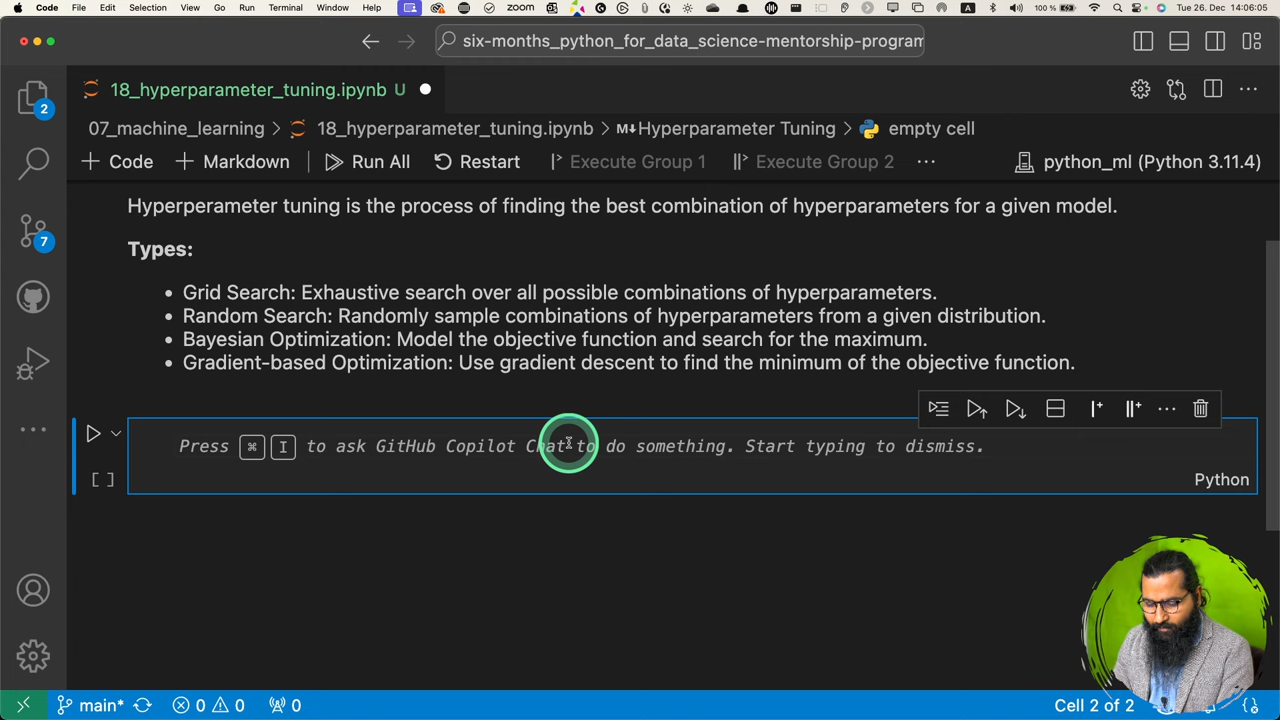 Code File Edit Selection View Go Run Terminal Window Help zoom A 100 % Tue 26. Dec 14:06:05
six-months_python_for_data_science-mentorship-program
2
18_hyperparameter_tuning.ipynb U
07_machine_learning > 18_hyperparameter_tuning.ipynb > M Hyperparameter Tuning > empty cell
+ Code + Markdown Run All Restart Execute Group 1 Execute Group 2 ... python_ml (Python 3.11.4)
Hyperperameter tuning is the process of finding the best combination of hyperparameters for a given model.
7
Types:
• Grid Search: Exhaustive search over all possible combinations of hyperparameters.
• Random Search: Randomly sample combinations of hyperparameters from a given distribution.
• Bayesian Optimization: Model the objective function and search for the maximum.
• Gradient-based Optimization: Use gradient descent to find the minimum of the objective function.
Press ⌘ I to ask GitHub Copilot Chat to do something. Start typing to dismiss.
[ ] Python
main* 0 0 0 Cell 2 of 2